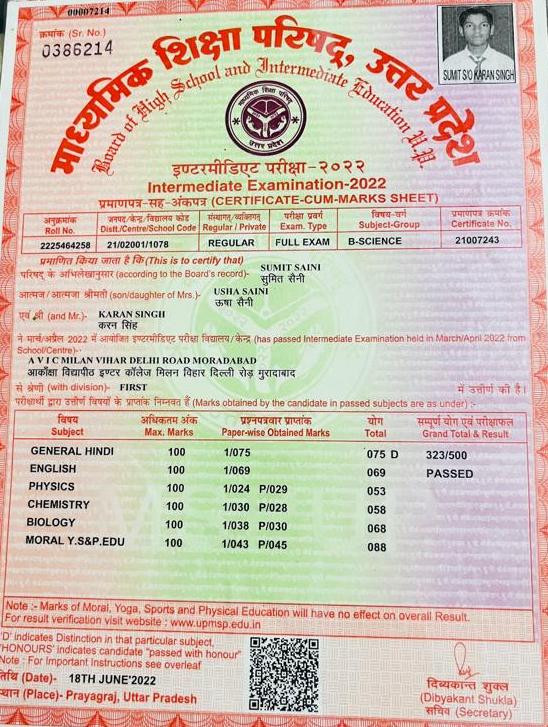 00007214
क्रमांक (Sr. No.)
0386214
SUMIT S/O KARAN SINGH
माध्यमिक शिक्षा परिषद्, उत्तर प्रदेश
Board of High School and Intermediate Education U.P.
माध्यमिक शिक्षा परिषद्
उत्तर प्रदेश
इण्टरमीडिएट परीक्षा-२०२२
Intermediate Examination-2022
प्रमाणपत्र-सह-अंकपत्र (CERTIFICATE-CUM-MARKS SHEET)
अनुक्रमांक जनपद/केन्द्र/विद्यालय कोड संस्थागत/व्यक्तिगत परीक्षा प्रवर्ग विषय-वर्ग प्रमाणपत्र क्रमांक
Roll No. Distt./Centre/School Code Regular / Private Exam. Type Subject-Group Certificate No.
2225464258 21/02001/1078 REGULAR FULL EXAM B-SCIENCE 21007243
प्रमाणित किया जाता है कि (This is to certify that)
SUMIT SAINI
परिषद् के अभिलेखानुसार (according to the Board's record)- सुमित सैनी
USHA SAINI
आत्मज/आत्मजा श्रीमती (son/daughter of Mrs.)- ऊषा सैनी
एवं श्री (and Mr.)- KARAN SINGH
करन सिंह
ने मार्च/अप्रैल 2022 में आयोजित इण्टरमीडिएट परीक्षा विद्यालय/केन्द्र (has passed Intermediate Examination held in March/April 2022 from
School/Centre)-
A V I C MILAN VIHAR DELHI ROAD MORADABAD
आकाँक्षा विद्यापीठ इण्टर कॉलेज मिलन विहार दिल्ली रोड़ मुरादाबाद
से श्रेणी (with division)- FIRST में उत्तीर्ण की है।
परीक्षार्थी द्वारा उत्तीर्ण विषयों के प्राप्तांक निम्नवत हैं (Marks obtained by the candidate in passed subjects are as under) :-
विषय अधिकतम अंक प्रश्नपत्रवार प्राप्तांक योग सम्पूर्ण योग एवं परीक्षाफल
Subject Max. Marks Paper-wise Obtained Marks Total Grand Total & Result
GENERAL HINDI 100 1/075 075 D 323/500
ENGLISH 100 1/069 069 PASSED
PHYSICS 100 1/024 P/029 053
CHEMISTRY 100 1/030 P/028 058
BIOLOGY 100 1/038 P/030 068
MORAL Y.S&P.EDU 100 1/043 P/045 088
Note :- Marks of Moral, Yoga, Sports and Physical Education will have no effect on overall Result.
For result verification visit website : www.upmsp.edu.in
'D' indicates Distinction in that particular subject,
'HONOURS' indicates candidate "passed with honour"
Note : For Important Instructions see overleaf
तिथि (Date)- 18TH JUNE'2022
स्थान (Place)- Prayagraj, Uttar Pradesh
दिब्यकान्त शुक्ल
(Dibyakant Shukla)
सचिव (Secretary)